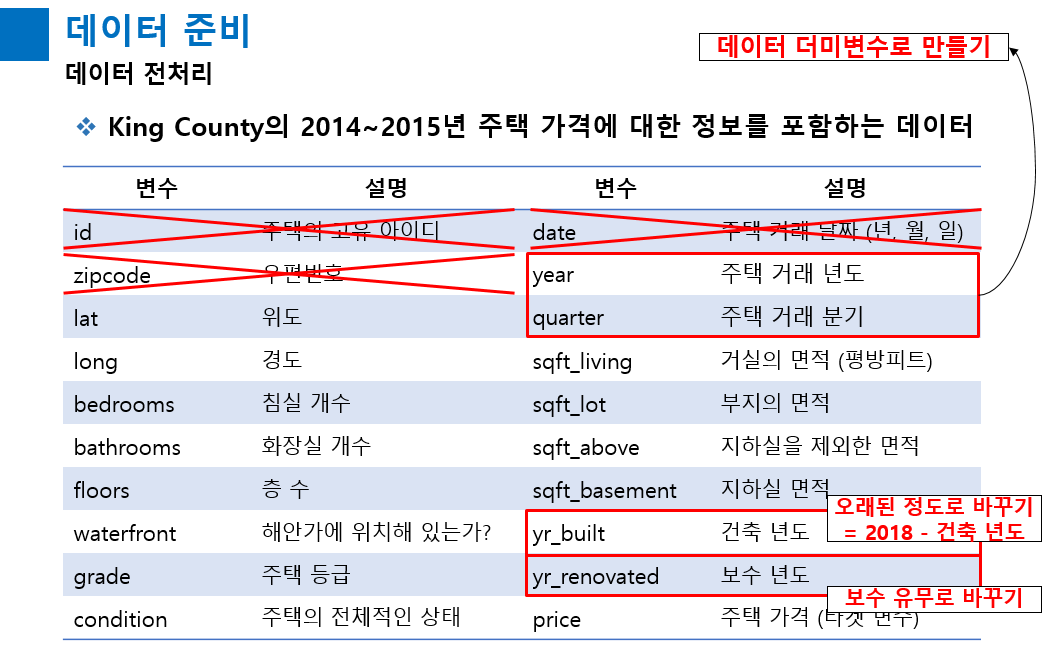 데이터 준비
데이터 전처리
데이터 더미변수로 만들기
❖ King County의 2014~2015년 주택 가격에 대한 정보를 포함하는 데이터
변수 설명 변수 설명
id 주택의 고유 아이디 date 주택 거래 날짜 (년, 월, 일)
zipcode 우편번호 year 주택 거래 년도
lat 위도 quarter 주택 거래 분기
long 경도 sqft_living 거실의 면적 (평방피트)
bedrooms 침실 개수 sqft_lot 부지의 면적
bathrooms 화장실 개수 sqft_above 지하실을 제외한 면적
floors 층 수 sqft_basement 지하실 면적
오래된 정도로 바꾸기
= 2018 - 건축 년도
waterfront 해안가에 위치해 있는가? yr_built 건축 년도
grade 주택 등급 yr_renovated 보수 년도
보수 유무로 바꾸기
condition 주택의 전체적인 상태 price 주택 가격 (타겟 변수)